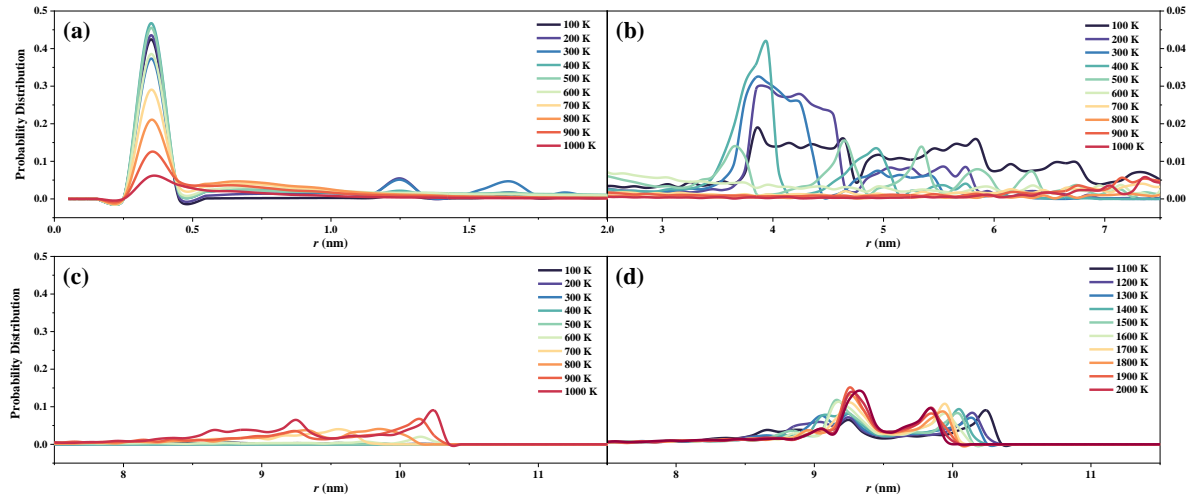 (a)
Probability Distribution
0.5
0.4
0.3
0.2
0.1
0.0
100 K
200 K
300 K
400 K
500 K
600 K
700 K
800 K
900 K
1000 K
0.0 0.5 1.0 1.5 2.0
r (nm)
(b)
100 K
200 K
300 K
400 K
500 K
600 K
700 K
800 K
900 K
1000 K
0.05
0.04
0.03
0.02
0.01
0.00
3 4 5 6 7
r (nm)
Probability Distribution
(c)
Probability Distribution
0.5
0.4
0.3
0.2
0.1
0.0
100 K
200 K
300 K
400 K
500 K
600 K
700 K
800 K
900 K
1000 K
8 9 10 11
r (nm)
(d)
1100 K
1200 K
1300 K
1400 K
1500 K
1600 K
1700 K
1800 K
1900 K
2000 K
8 9 10 11
r (nm)